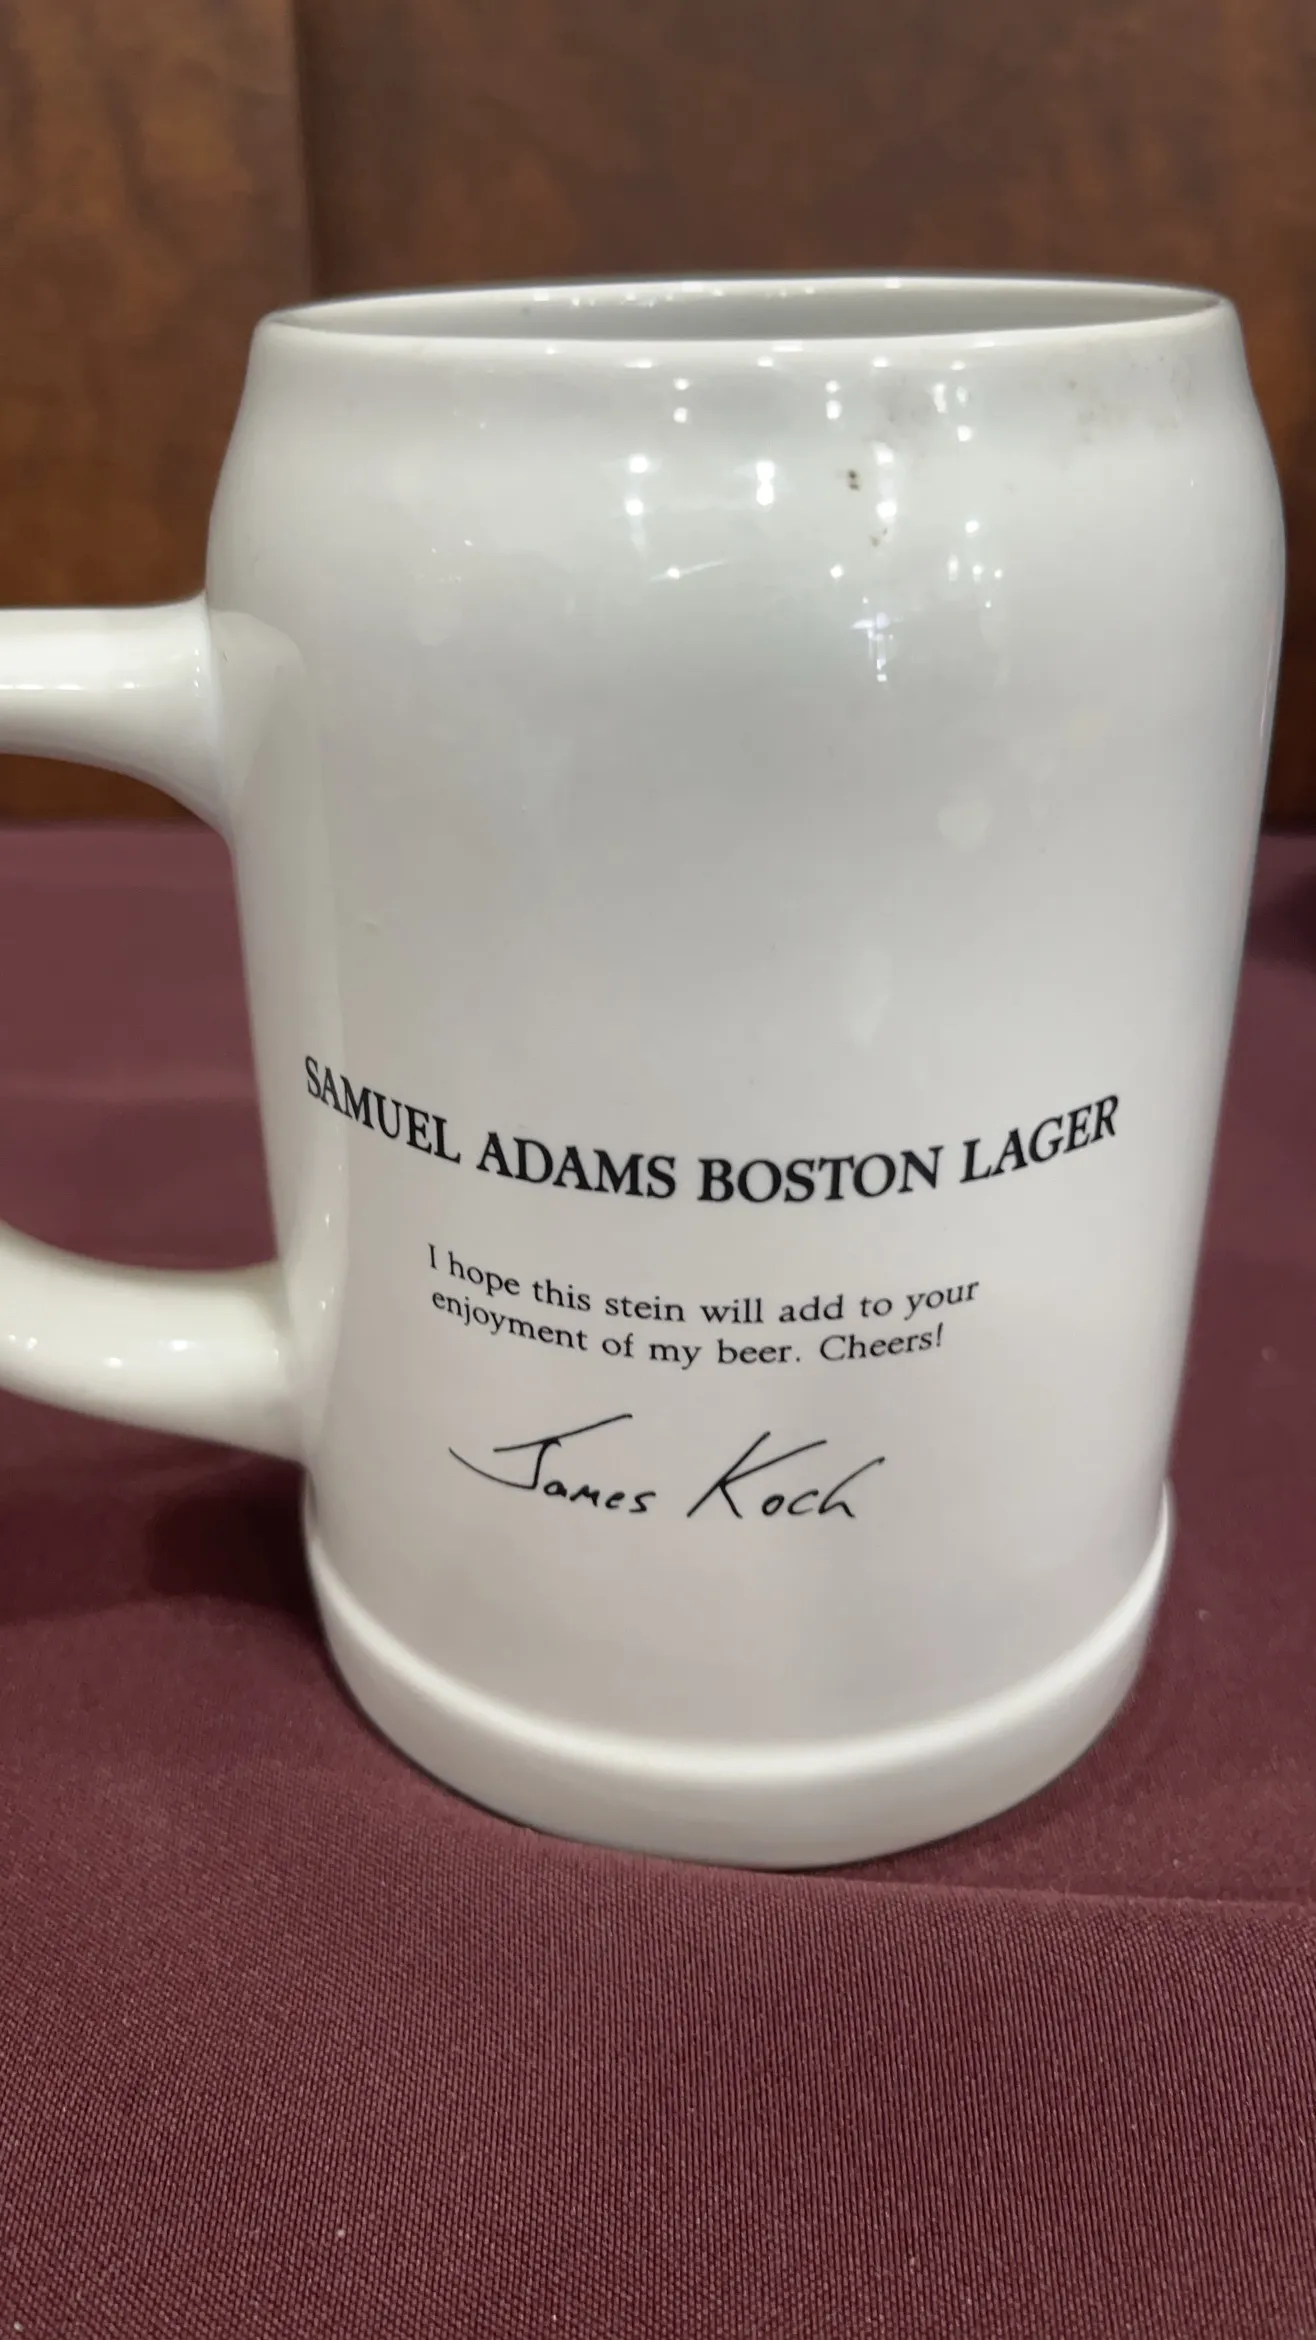 SAMUEL ADAMS BOSTON LAGER
I hope this stein will add to your
enjoyment of my beer. Cheers!
James Koch